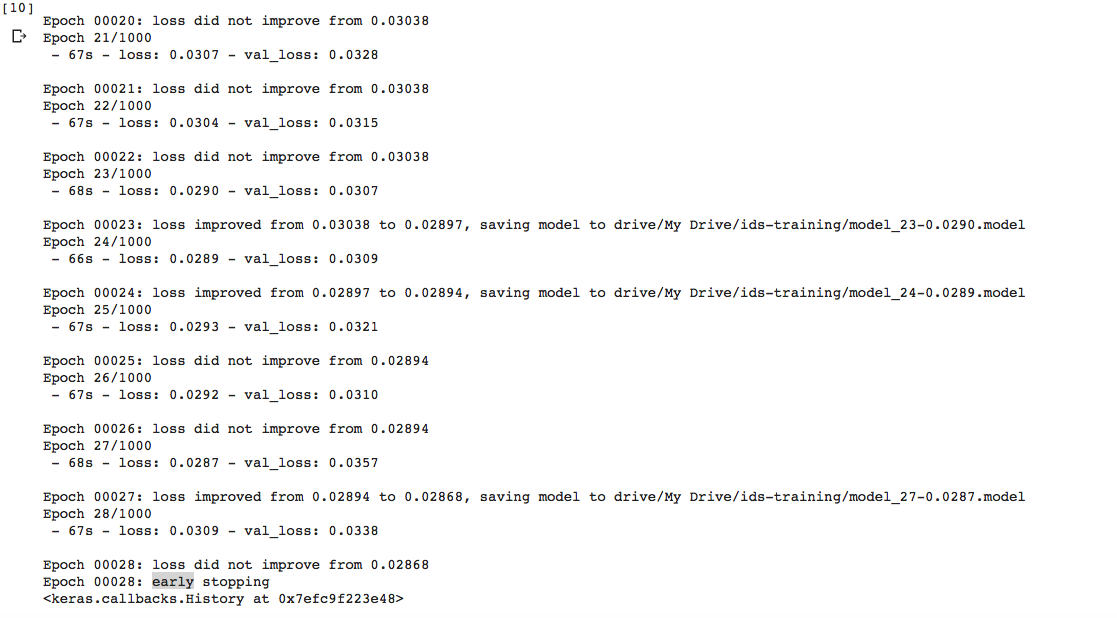 [10]
Epoch 00020: loss did not improve from 0.03038
Epoch 21/1000
 - 67s - loss: 0.0307 - val_loss: 0.0328
Epoch 00021: loss did not improve from 0.03038
Epoch 22/1000
 - 67s - loss: 0.0304 - val_loss: 0.0315
Epoch 00022: loss did not improve from 0.03038
Epoch 23/1000
 - 68s - loss: 0.0290 - val_loss: 0.0307
Epoch 00023: loss improved from 0.03038 to 0.02897, saving model to drive/My Drive/ids-training/model_23-0.0290.model
Epoch 24/1000
 - 66s - loss: 0.0289 - val_loss: 0.0309
Epoch 00024: loss improved from 0.02897 to 0.02894, saving model to drive/My Drive/ids-training/model_24-0.0289.model
Epoch 25/1000
 - 67s - loss: 0.0293 - val_loss: 0.0321
Epoch 00025: loss did not improve from 0.02894
Epoch 26/1000
 - 67s - loss: 0.0292 - val_loss: 0.0310
Epoch 00026: loss did not improve from 0.02894
Epoch 27/1000
 - 68s - loss: 0.0287 - val_loss: 0.0357
Epoch 00027: loss improved from 0.02894 to 0.02868, saving model to drive/My Drive/ids-training/model_27-0.0287.model
Epoch 28/1000
 - 67s - loss: 0.0309 - val_loss: 0.0338
Epoch 00028: loss did not improve from 0.02868
Epoch 00028: early stopping
<keras.callbacks.History at 0x7efc9f223e48>